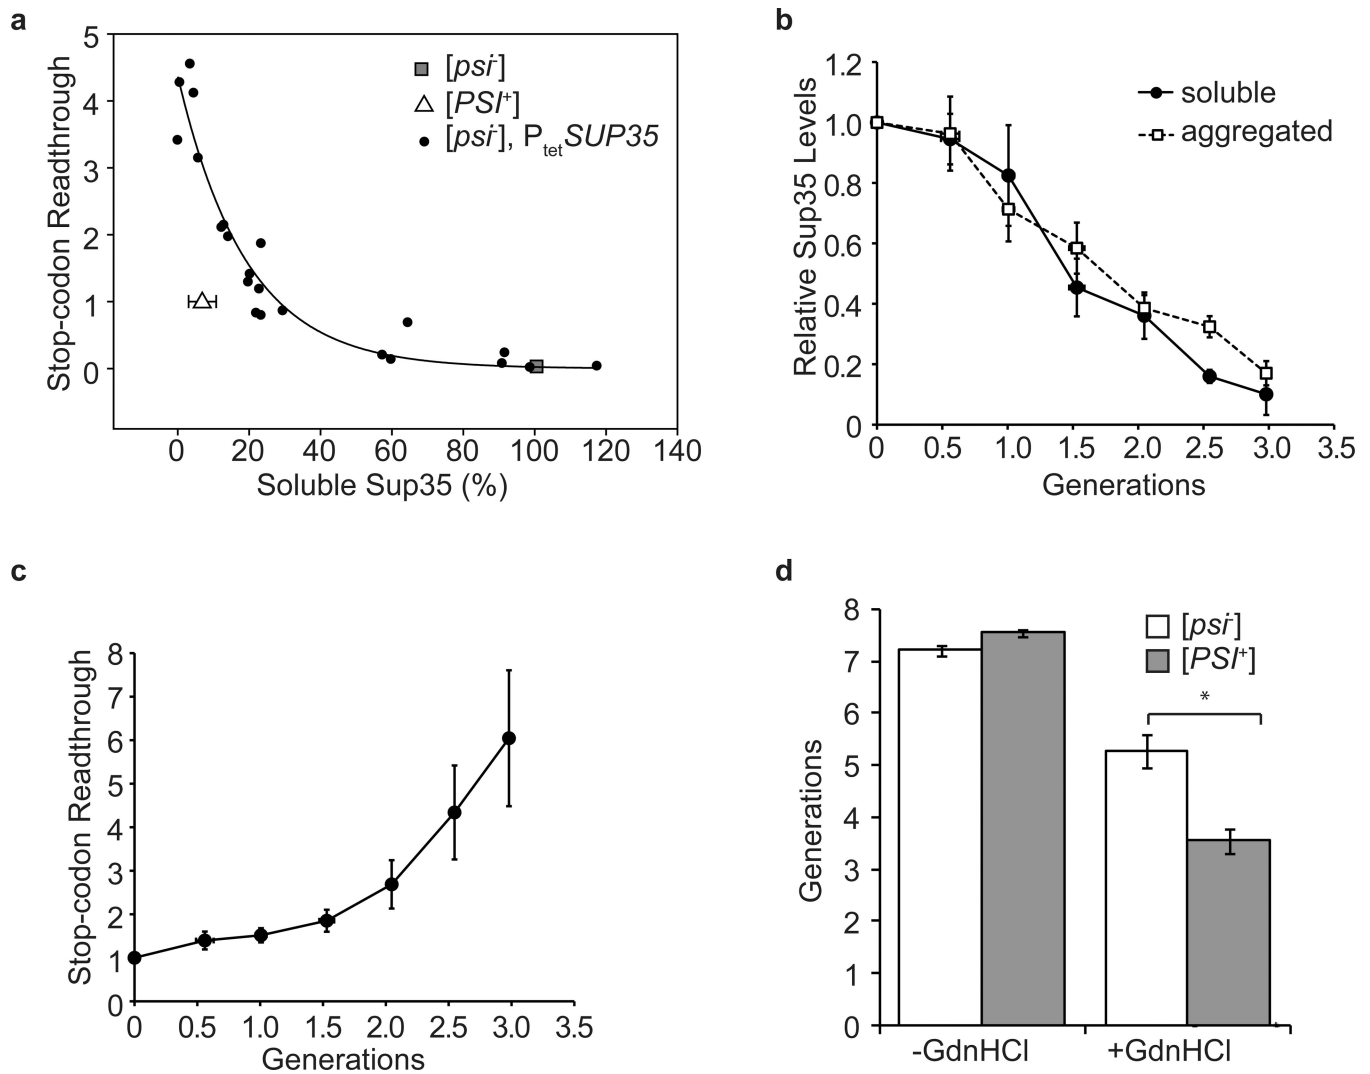 a
5
4
3
2
1
0
Stop-codon Readthrough
[psi-]
[PSI+]
[psi-], PtetSUP35
0 20 40 60 80 100 120 140
Soluble Sup35 (%)
b
1.2
1.0
0.8
0.6
0.4
0.2
0
Relative Sup35 Levels
soluble
aggregated
0 0.5 1.0 1.5 2.0 2.5 3.0 3.5
Generations
c
8
7
6
5
4
3
2
1
0
Stop-codon Readthrough
0 0.5 1.0 1.5 2.0 2.5 3.0 3.5
Generations
d
8
7
6
5
4
3
2
1
0
Generations
[psi-]
[PSI+]
*
-GdnHCl +GdnHCl